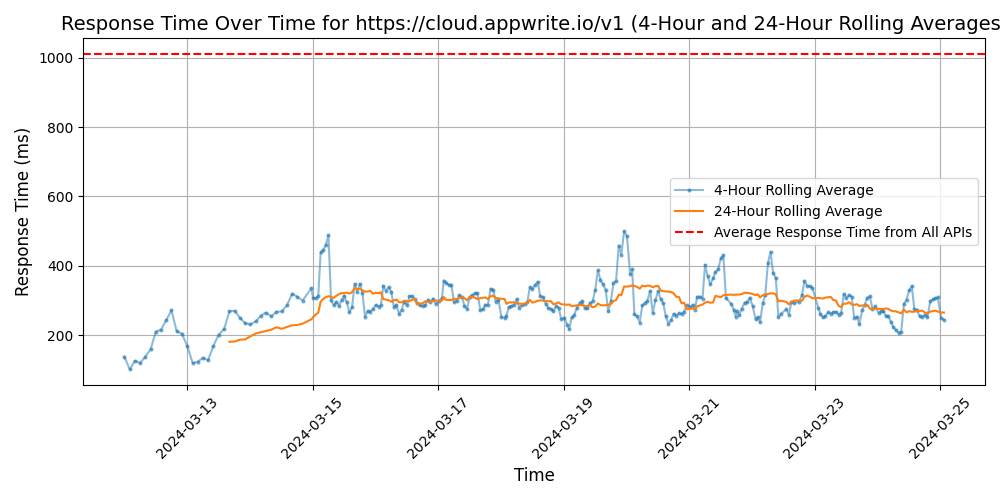 Response Time Over Time for https://cloud.appwrite.io/v1 (4-Hour and 24-Hour Rolling Averages
Response Time (ms)
1000
800
600
400
200
4-Hour Rolling Average
24-Hour Rolling Average
Average Response Time from All APIs
2024-03-13
2024-03-15
2024-03-17
2024-03-19
2024-03-21
2024-03-23
2024-03-25
Time